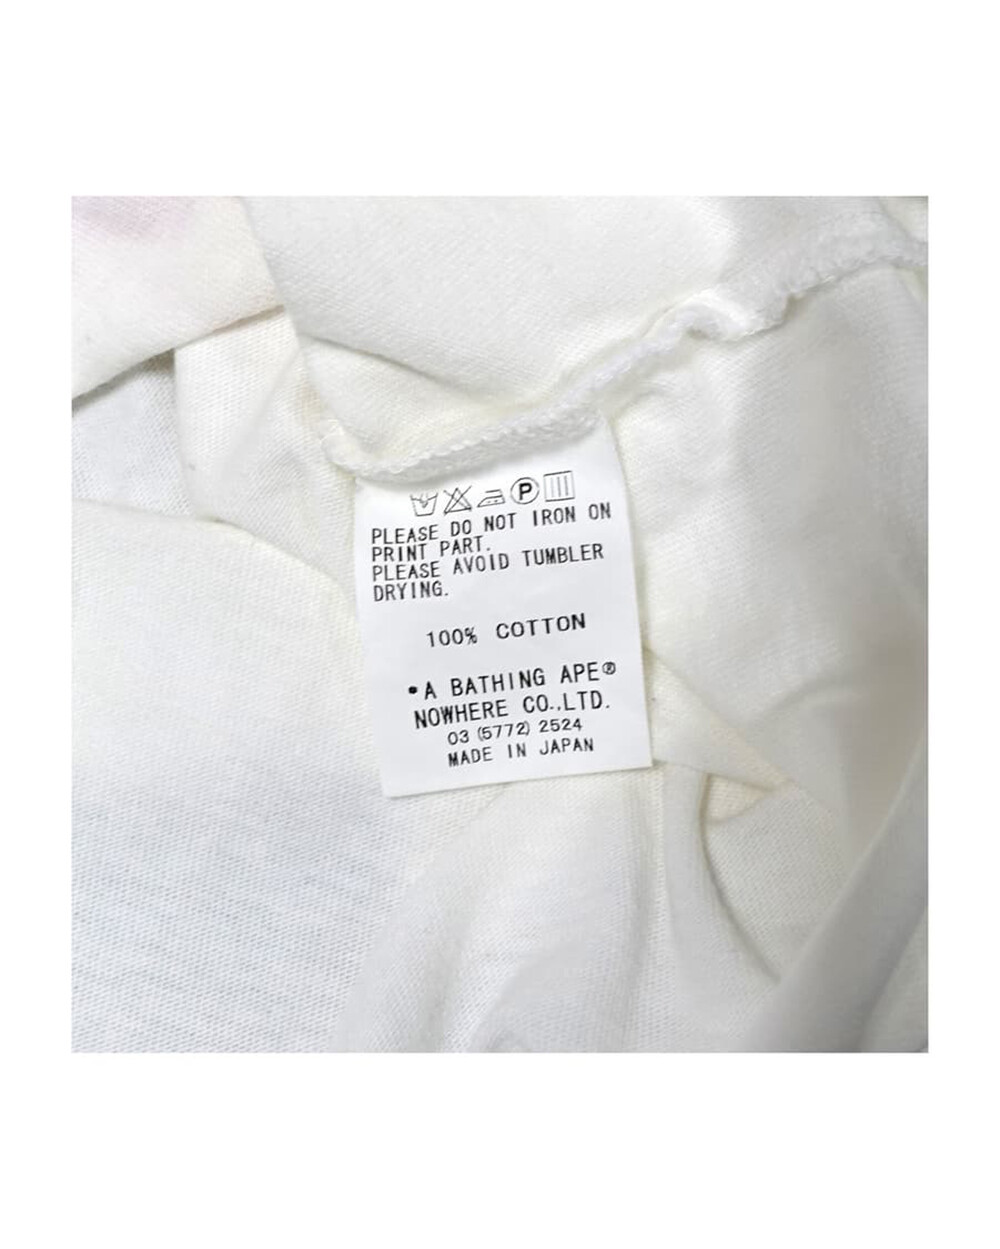 P
PLEASE DO NOT IRON ON
PRINT PART.
PLEASE AVOID TUMBLER
DRYING.
100% COTTON
•A BATHING APE®
NOWHERE CO.,LTD.
03 (5772) 2524
MADE IN JAPAN